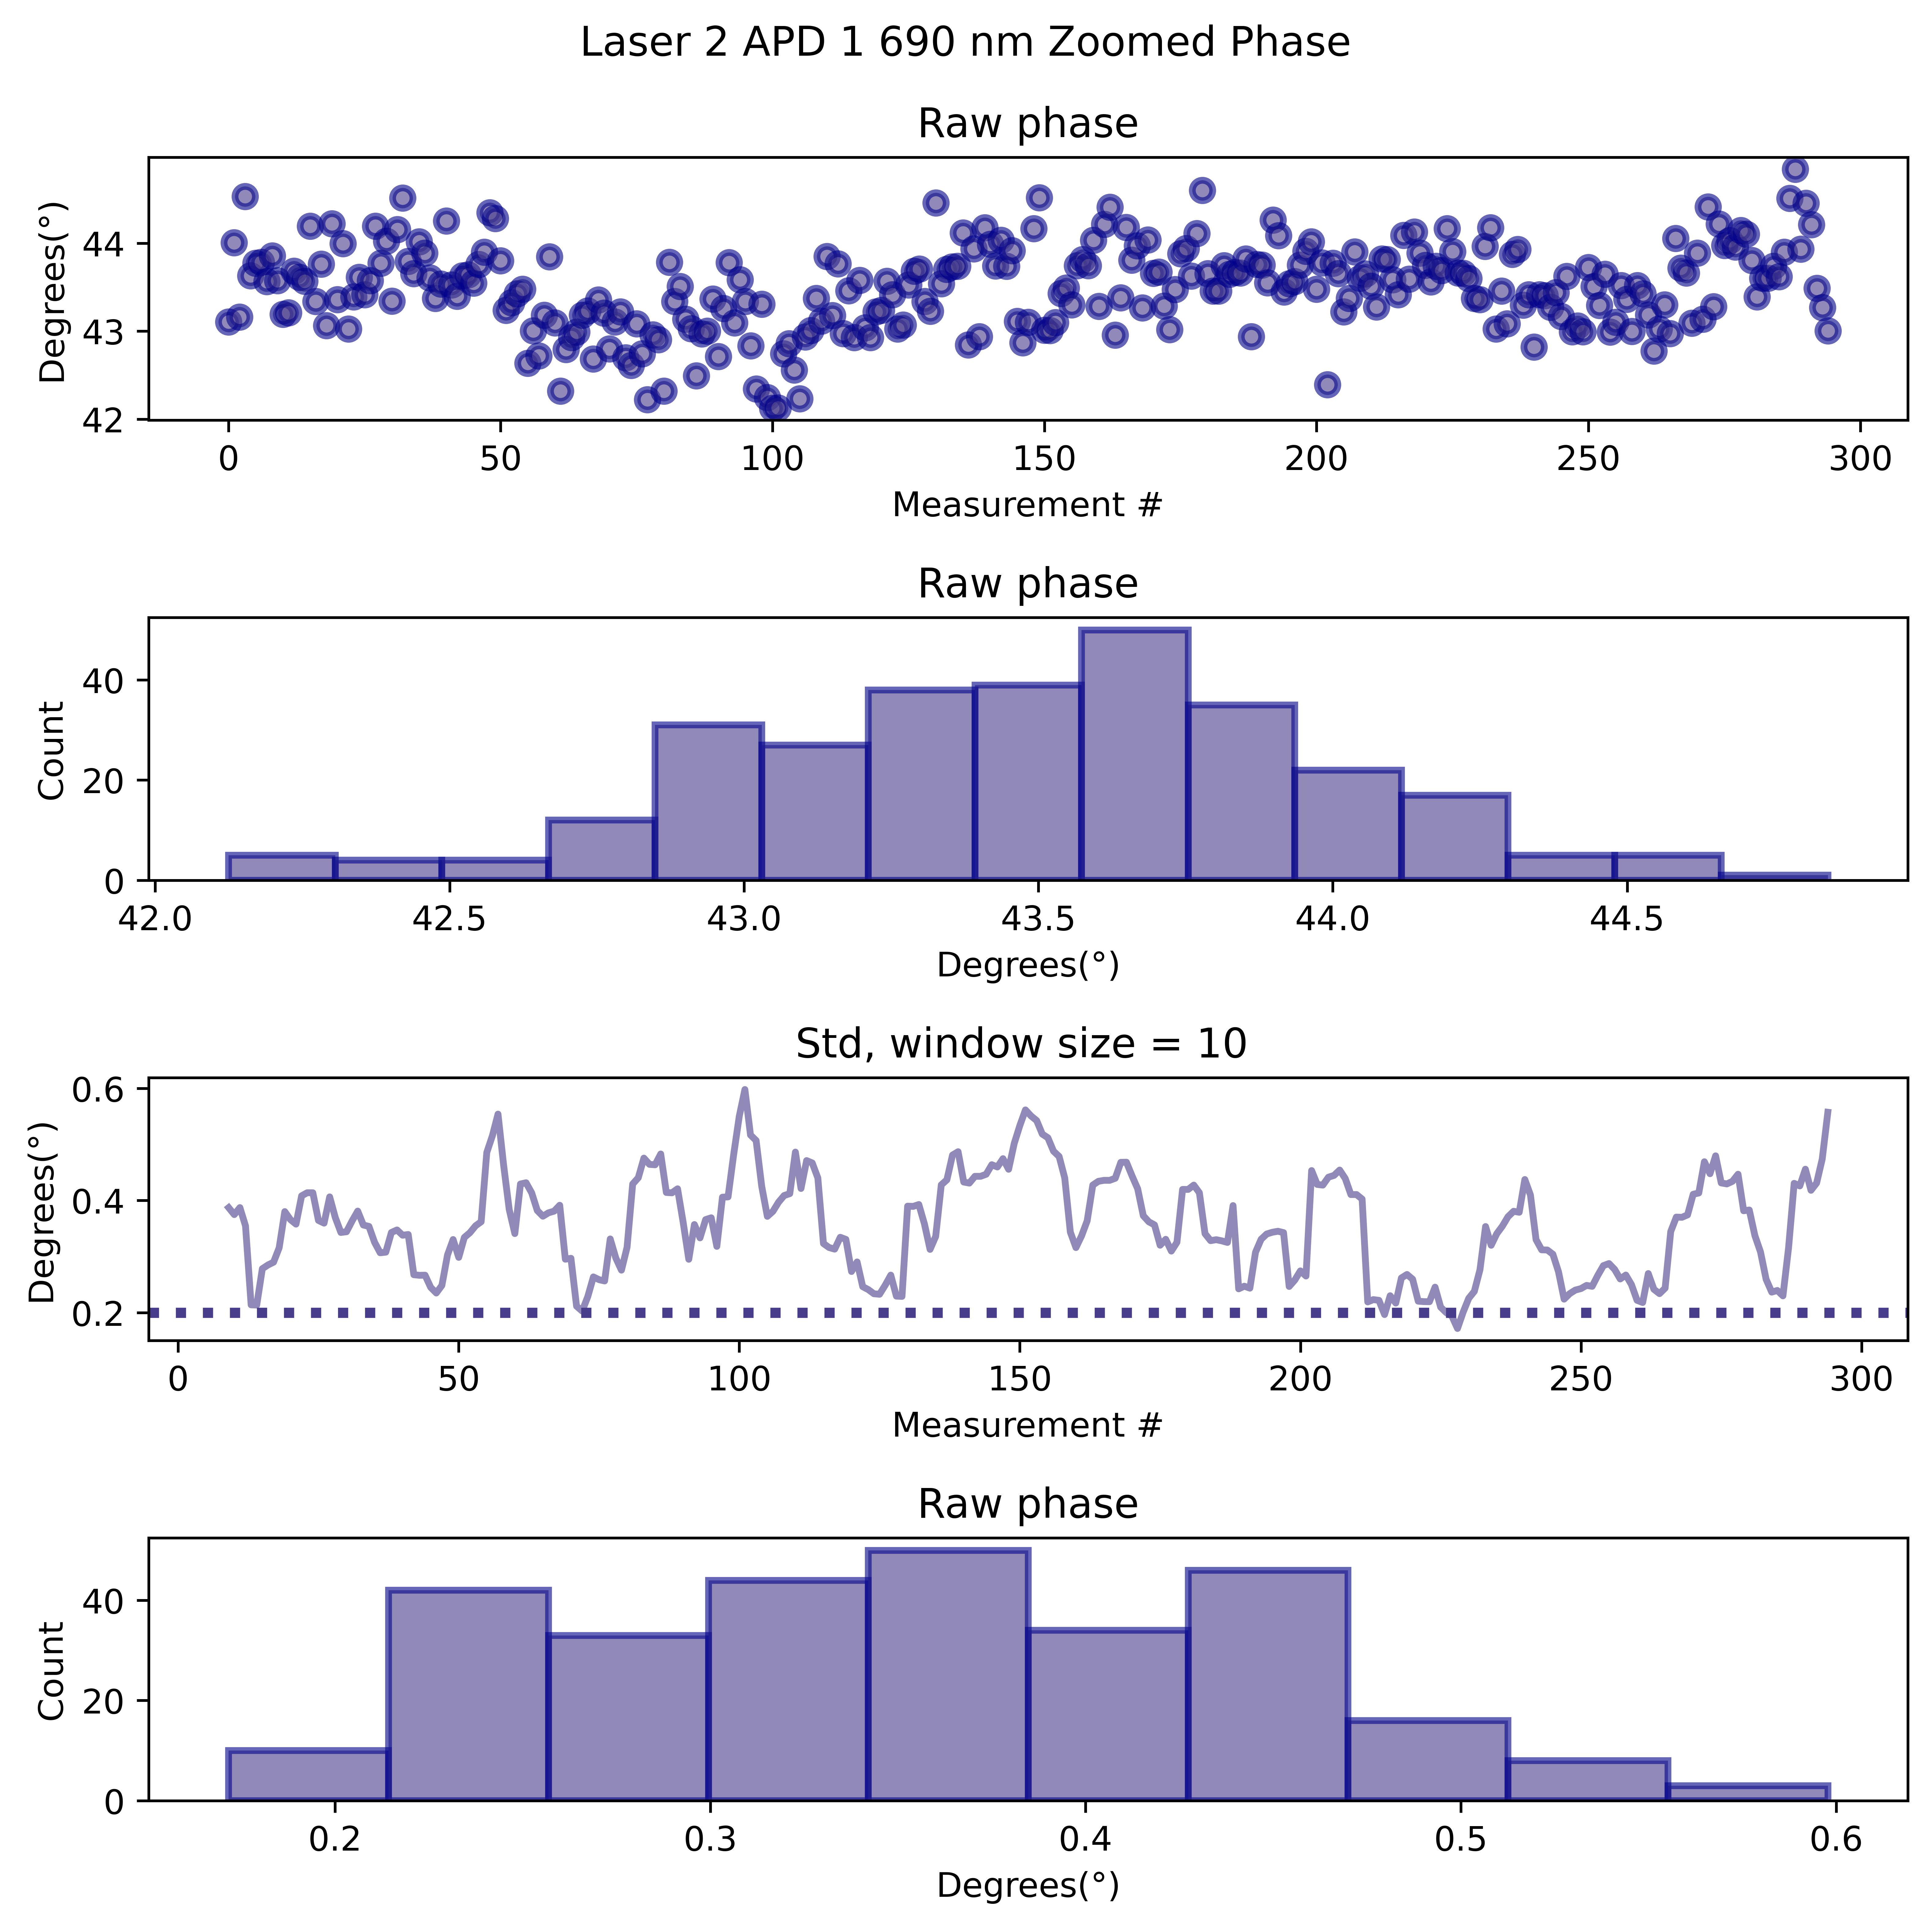 Laser 2 APD 1 690 nm Zoomed Phase
Raw phase
Degrees(°)
44
43
42
0 50 100 150 200 250 300
Measurement #
Raw phase
Count
40
20
0
42.0 42.5 43.0 43.5 44.0 44.5
Degrees(°)
Std, window size = 10
Degrees(°)
0.6
0.4
0.2
0 50 100 150 200 250 300
Measurement #
Raw phase
Count
40
20
0
0.2 0.3 0.4 0.5 0.6
Degrees(°)